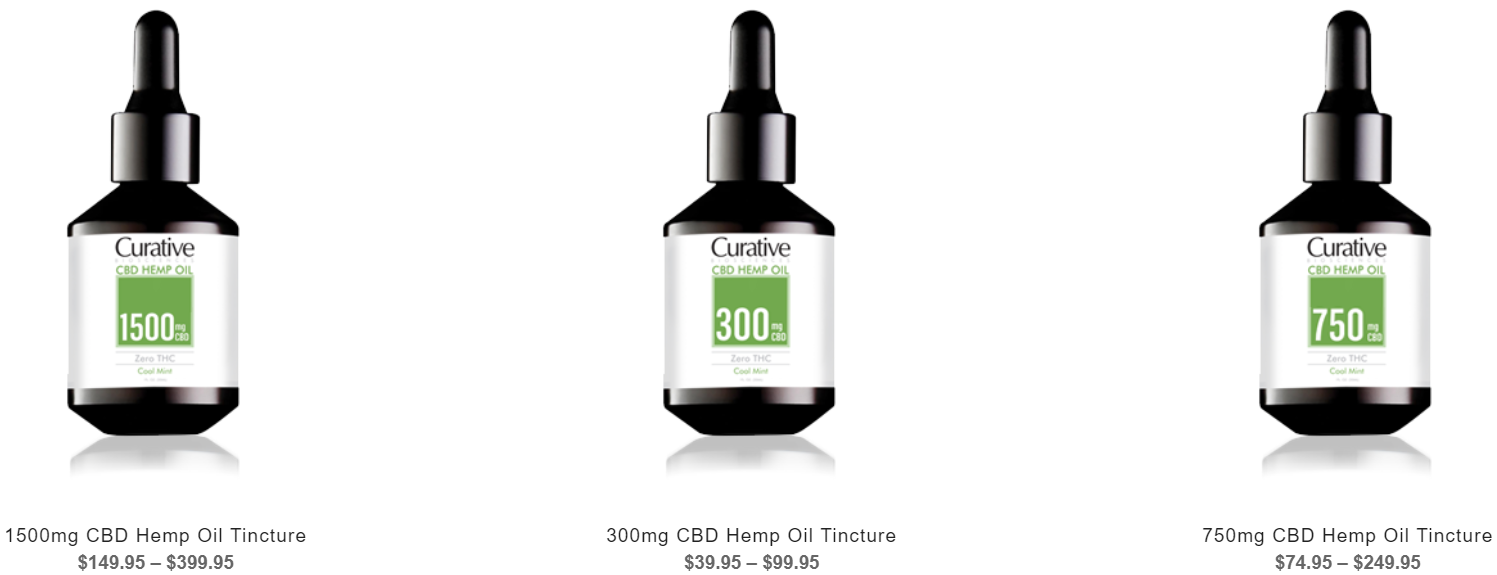 Curative
BIOSCIENCES
CBD HEMP OIL
1500 mg CBD
Zero THC
Cool Mint
1500mg CBD Hemp Oil Tincture
$149.95 – $399.95
Curative
BIOSCIENCES
CBD HEMP OIL
300 mg CBD
Zero THC
Cool Mint
300mg CBD Hemp Oil Tincture
$39.95 – $99.95
Curative
BIOSCIENCES
CBD HEMP OIL
750 mg CBD
Zero THC
Cool Mint
750mg CBD Hemp Oil Tincture
$74.95 – $249.95